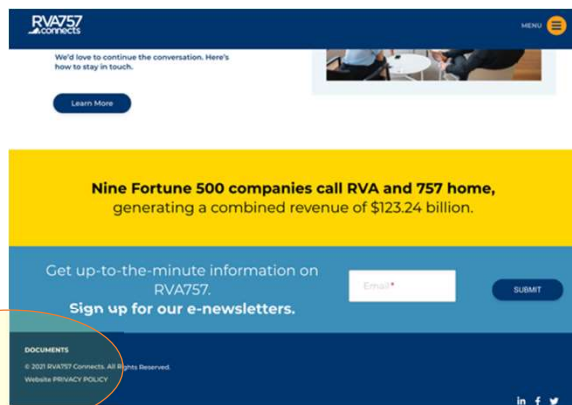 RVA757
connects
MENU
We'd love to continue the conversation. Here's
how to stay in touch.
Learn More
Nine Fortune 500 companies call RVA and 757 home,
generating a combined revenue of $123.24 billion.
Get up-to-the-minute information on
RVA757.
Sign up for our e-newsletters.
Email*
SUBMIT
DOCUMENTS
© 2021 RVA757 Connects. All Rights Reserved.
Website PRIVACY POLICY
in f